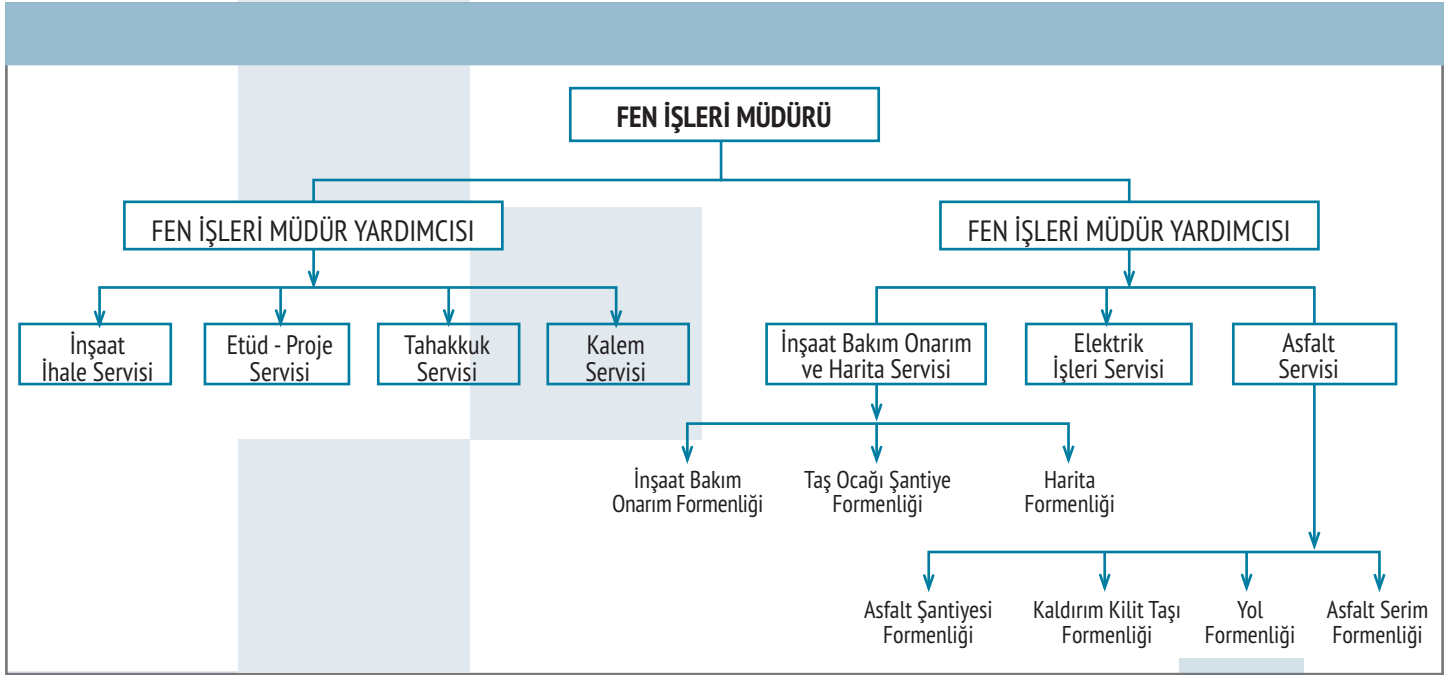 FEN İŞLERİ MÜDÜRÜ
FEN İŞLERİ MÜDÜR YARDIMCISI
FEN İŞLERİ MÜDÜR YARDIMCISI
İnşaat
İhale Servisi
Etüd - Proje
Servisi
Tahakkuk
Servisi
Kalem
Servisi
İnşaat Bakım Onarım
ve Harita Servisi
Elektrik
İşleri Servisi
Asfalt
Servisi
İnşaat Bakım
Onarım Formenliği
Taş Ocağı Şantiye
Formenliği
Harita
Formenliği
Asfalt Şantiyesi
Formenliği
Kaldırım Kilit Taşı
Formenliği
Yol
Formenliği
Asfalt Serim
Formenliği